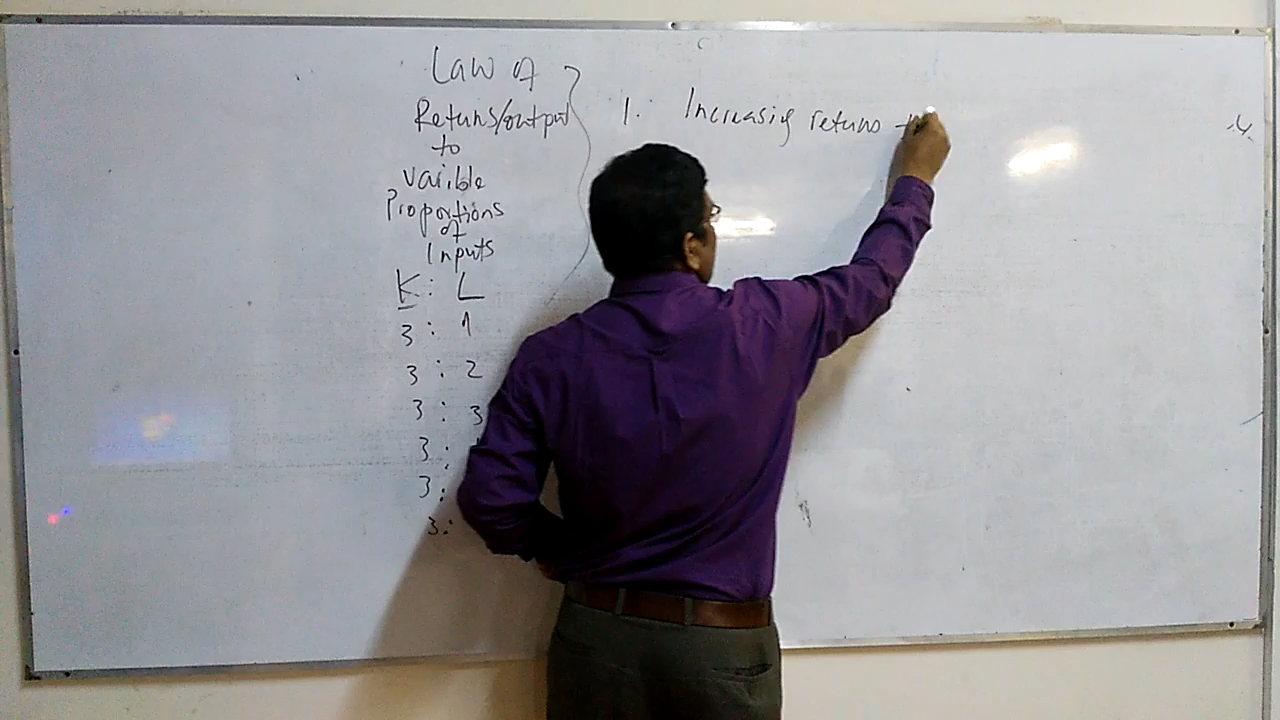 Law of
Returns/output
to
vaiible
Proportions
of
Inputs
K : L
3 : 1
3 : 2
3 : 3
3 :
3 :
3 :
1. Increasing returns